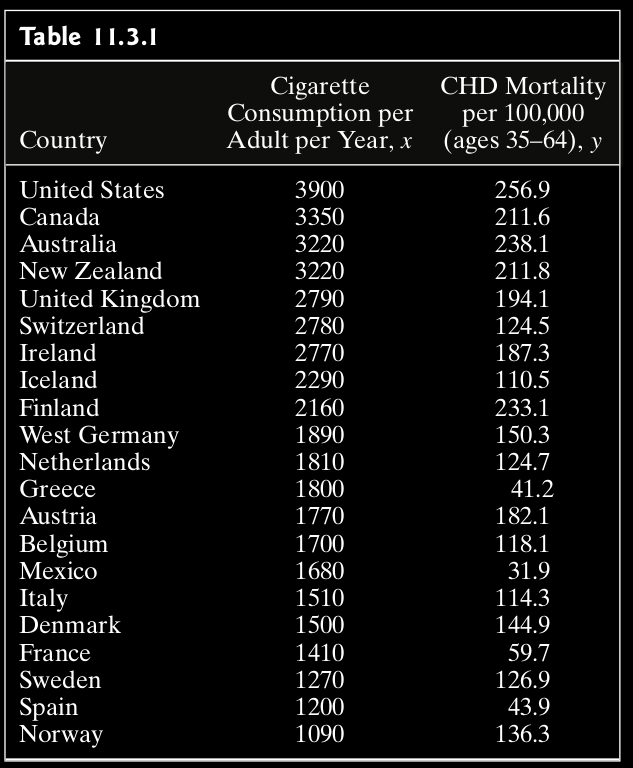 Table 11.3.1
Cigarette CHD Mortality
Consumption per per 100,000
Country Adult per Year, x (ages 35–64), y
United States 3900 256.9
Canada 3350 211.6
Australia 3220 238.1
New Zealand 3220 211.8
United Kingdom 2790 194.1
Switzerland 2780 124.5
Ireland 2770 187.3
Iceland 2290 110.5
Finland 2160 233.1
West Germany 1890 150.3
Netherlands 1810 124.7
Greece 1800 41.2
Austria 1770 182.1
Belgium 1700 118.1
Mexico 1680 31.9
Italy 1510 114.3
Denmark 1500 144.9
France 1410 59.7
Sweden 1270 126.9
Spain 1200 43.9
Norway 1090 136.3